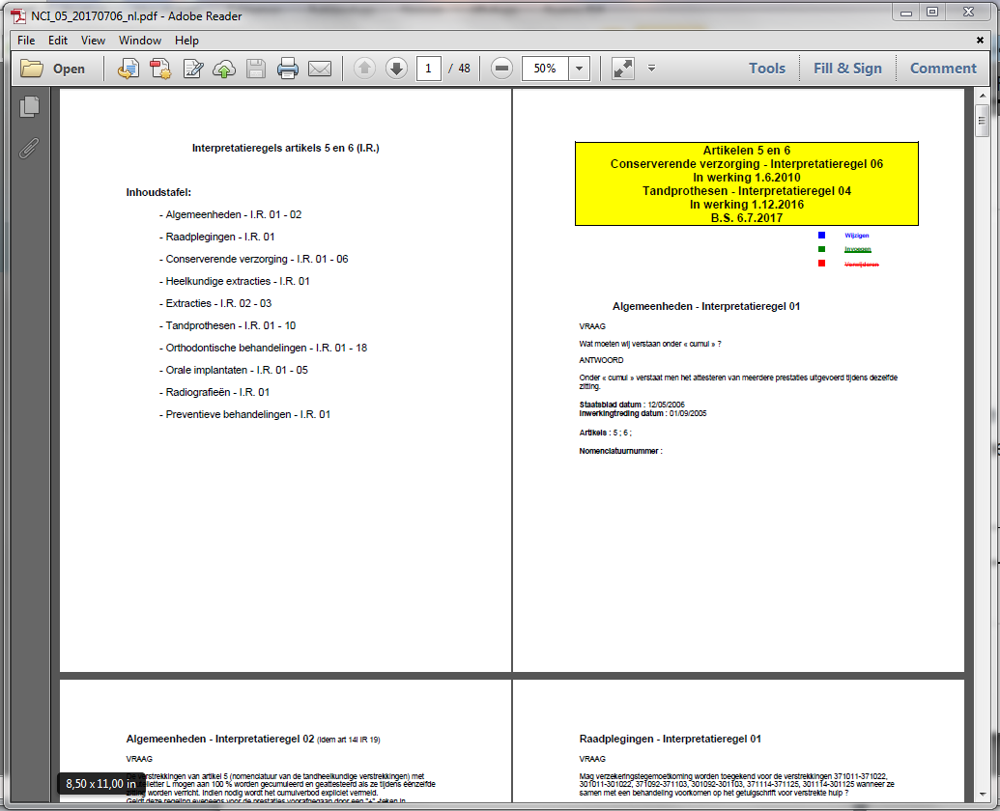 NCI_05_20170706_nl.pdf - Adobe Reader
File Edit View Window Help
Open 1 / 48 50% Tools Fill & Sign Comment
Interpretatieregels artikels 5 en 6 (I.R.)
Inhoudstafel:
- Algemeenheden - I.R. 01 - 02
- Raadplegingen - I.R. 01
- Conserverende verzorging - I.R. 01 - 06
- Heelkundige extracties - I.R. 01
- Extracties - I.R. 02 - 03
- Tandprothesen - I.R. 01 - 10
- Orthodontische behandelingen - I.R. 01 - 18
- Orale implantaten - I.R. 01 - 05
- Radiografieën - I.R. 01
- Preventieve behandelingen - I.R. 01
Artikelen 5 en 6
Conserverende verzorging - Interpretatieregel 06
In werking 1.6.2010
Tandprothesen - Interpretatieregel 04
In werking 1.12.2016
B.S. 6.7.2017
Wijzigen
Invoegen
Verwijderen
Algemeenheden - Interpretatieregel 01
VRAAG
Wat moeten wij verstaan onder « cumul » ?
ANTWOORD
Onder « cumul » verstaat men het attesteren van meerdere prestaties uitgevoerd tijdens dezelfde
zitting.
Staatsblad datum : 12/05/2006
Inwerkingtreding datum : 01/09/2005
Artikels : 5 ; 6 ;
Nomenclatuurnummer :
Algemeenheden - Interpretatieregel 02 (Idem art 14l IR 19)
VRAAG
verstrekkingen van artikel 5 (nomenclatuur van de tandheelkundige verstrekkingen) met
L mogen aan 100 % worden gecumuleerd en geattesteerd als ze tijdens éénzelfde
zitting worden verricht. Indien nodig wordt het cumulverbod expliciet vermeld.
Geldt deze regeling eveneens voor de prestaties voorafgegaan door een "+" -teken in
8,50 x 11,00 in
Raadplegingen - Interpretatieregel 01
VRAAG
Mag verzekeringstegemoetkoming worden toegekend voor de verstrekkingen 371011-371022,
301011-301022, 371092-371103, 301092-301103, 371114-371125, 301114-301125 wanneer ze
samen met een behandeling voorkomen op het getuigschrift voor verstrekte hulp ?